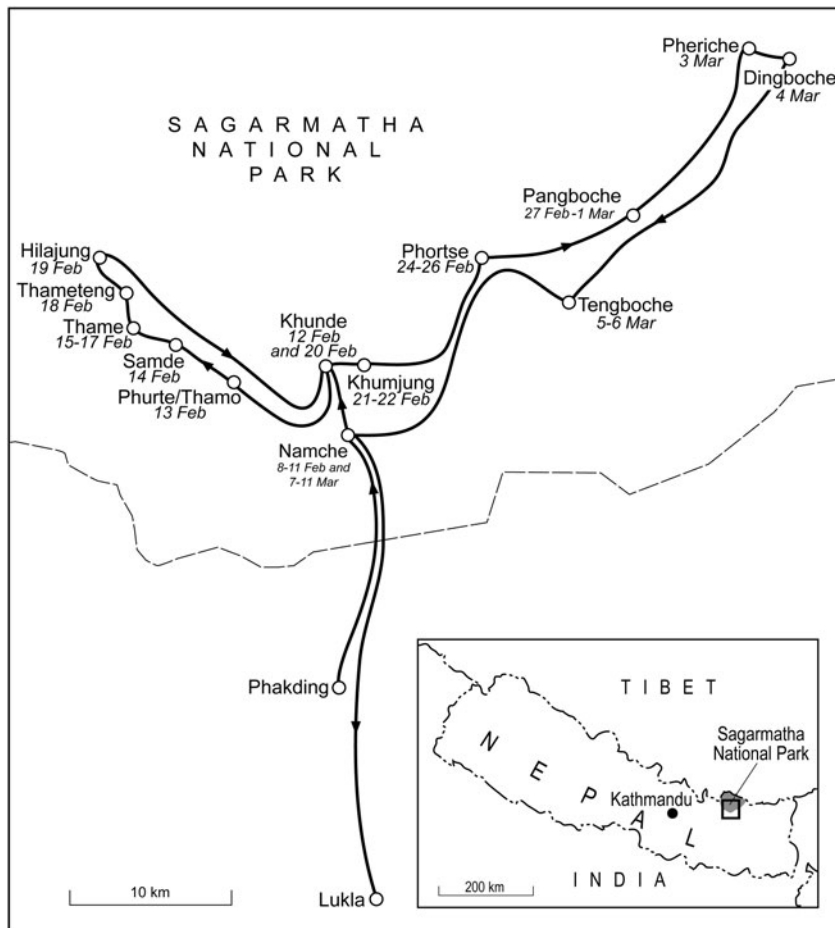 Pheriche
3 Mar
Dingboche
4 Mar
SAGARMATHA
NATIONAL
PARK
Pangboche
27 Feb-1 Mar
Hilajung
19 Feb
Phortse
24-26 Feb
Thameteng
18 Feb
Tengboche
5-6 Mar
Thame
15-17 Feb
Khunde
12 Feb
and 20 Feb
Samde
14 Feb
Khumjung
21-22 Feb
Phurte/Thamo
13 Feb
Namche
8-11 Feb and
7-11 Mar
Phakding
TIBET
Sagarmatha
National Park
NEPAL
Kathmandu
INDIA
10 km
200 km
Lukla